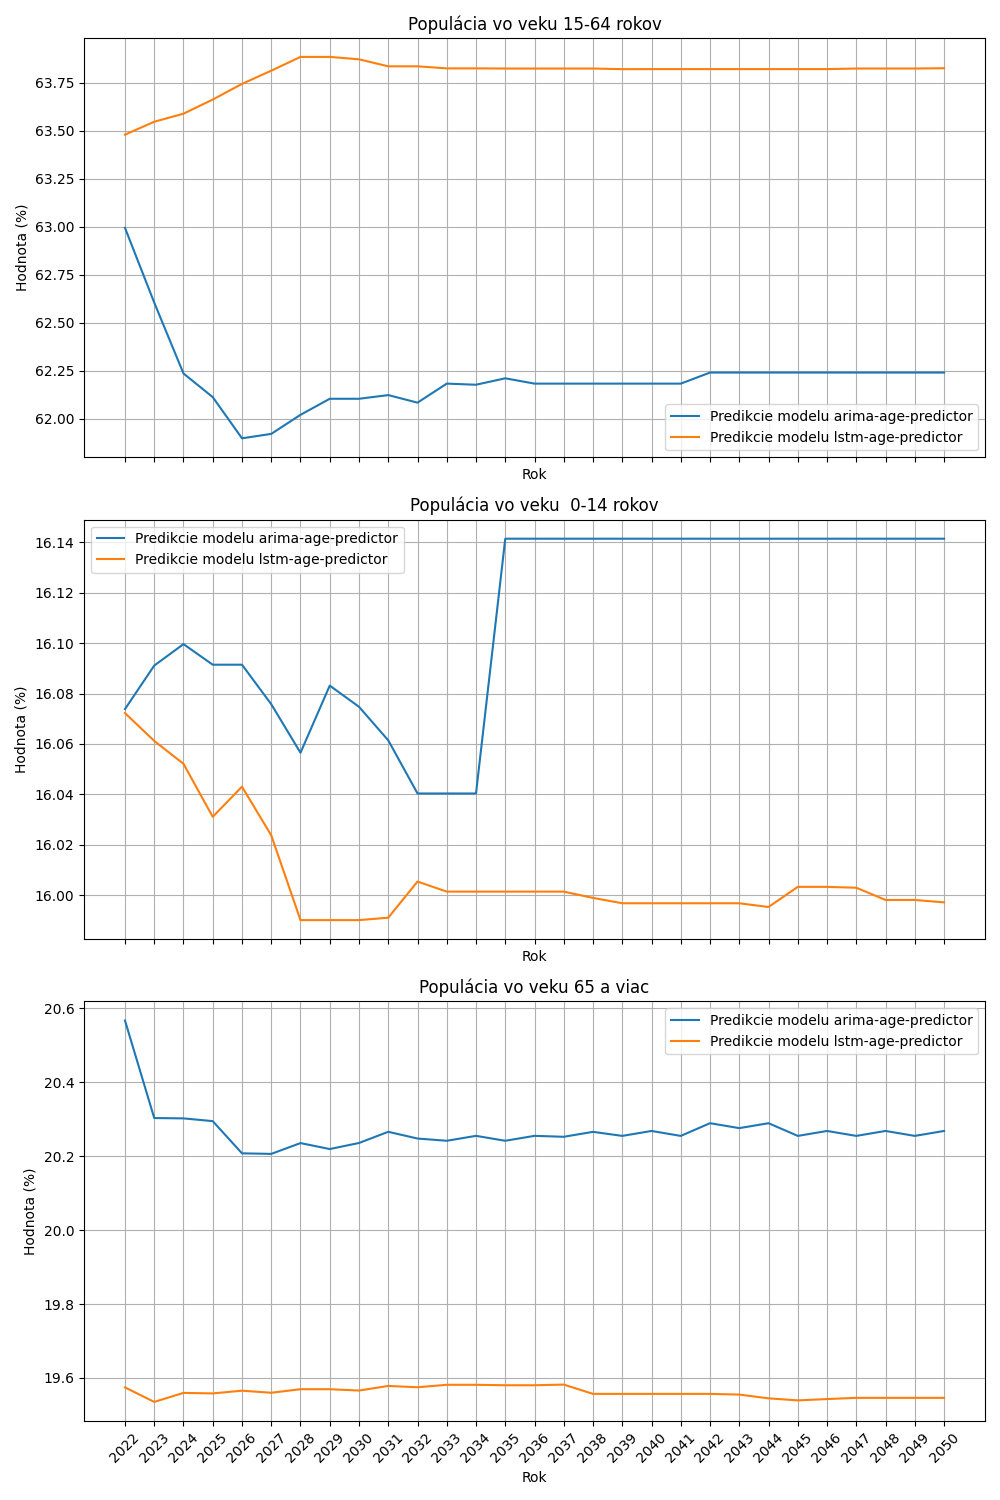 Populácia vo veku 15-64 rokov
Hodnota (%)
63.75
63.50
63.25
63.00
62.75
62.50
62.25
62.00
Predikcie modelu arima-age-predictor
Predikcie modelu lstm-age-predictor
Rok
Populácia vo veku  0-14 rokov
Hodnota (%)
16.14
16.12
16.10
16.08
16.06
16.04
16.02
16.00
Predikcie modelu arima-age-predictor
Predikcie modelu lstm-age-predictor
Rok
Populácia vo veku 65 a viac
Hodnota (%)
20.6
20.4
20.2
20.0
19.8
19.6
Predikcie modelu arima-age-predictor
Predikcie modelu lstm-age-predictor
2022 2023 2024 2025 2026 2027 2028 2029 2030 2031 2032 2033 2034 2035 2036 2037 2038 2039 2040 2041 2042 2043 2044 2045 2046 2047 2048 2049 2050
Rok